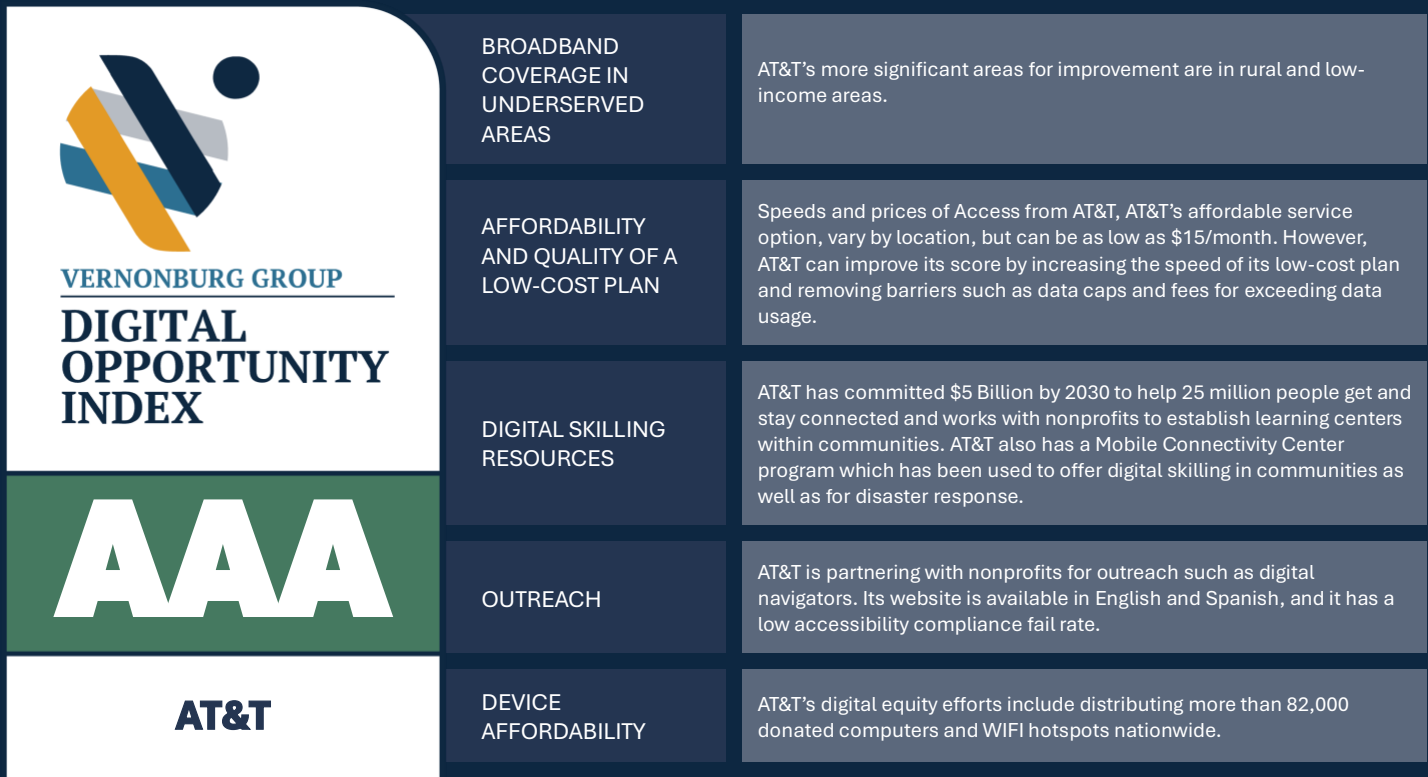 VERNONBURG GROUP
DIGITAL
OPPORTUNITY
INDEX
AAA
AT&T
BROADBAND
COVERAGE IN
UNDERSERVED
AREAS
AT&T’s more significant areas for improvement are in rural and low-
income areas.
AFFORDABILITY
AND QUALITY OF A
LOW-COST PLAN
Speeds and prices of Access from AT&T, AT&T’s affordable service
option, vary by location, but can be as low as $15/month. However,
AT&T can improve its score by increasing the speed of its low-cost plan
and removing barriers such as data caps and fees for exceeding data
usage.
DIGITAL SKILLING
RESOURCES
AT&T has committed $5 Billion by 2030 to help 25 million people get and
stay connected and works with nonprofits to establish learning centers
within communities. AT&T also has a Mobile Connectivity Center
program which has been used to offer digital skilling in communities as
well as for disaster response.
OUTREACH
AT&T is partnering with nonprofits for outreach such as digital
navigators. Its website is available in English and Spanish, and it has a
low accessibility compliance fail rate.
DEVICE
AFFORDABILITY
AT&T’s digital equity efforts include distributing more than 82,000
donated computers and WIFI hotspots nationwide.